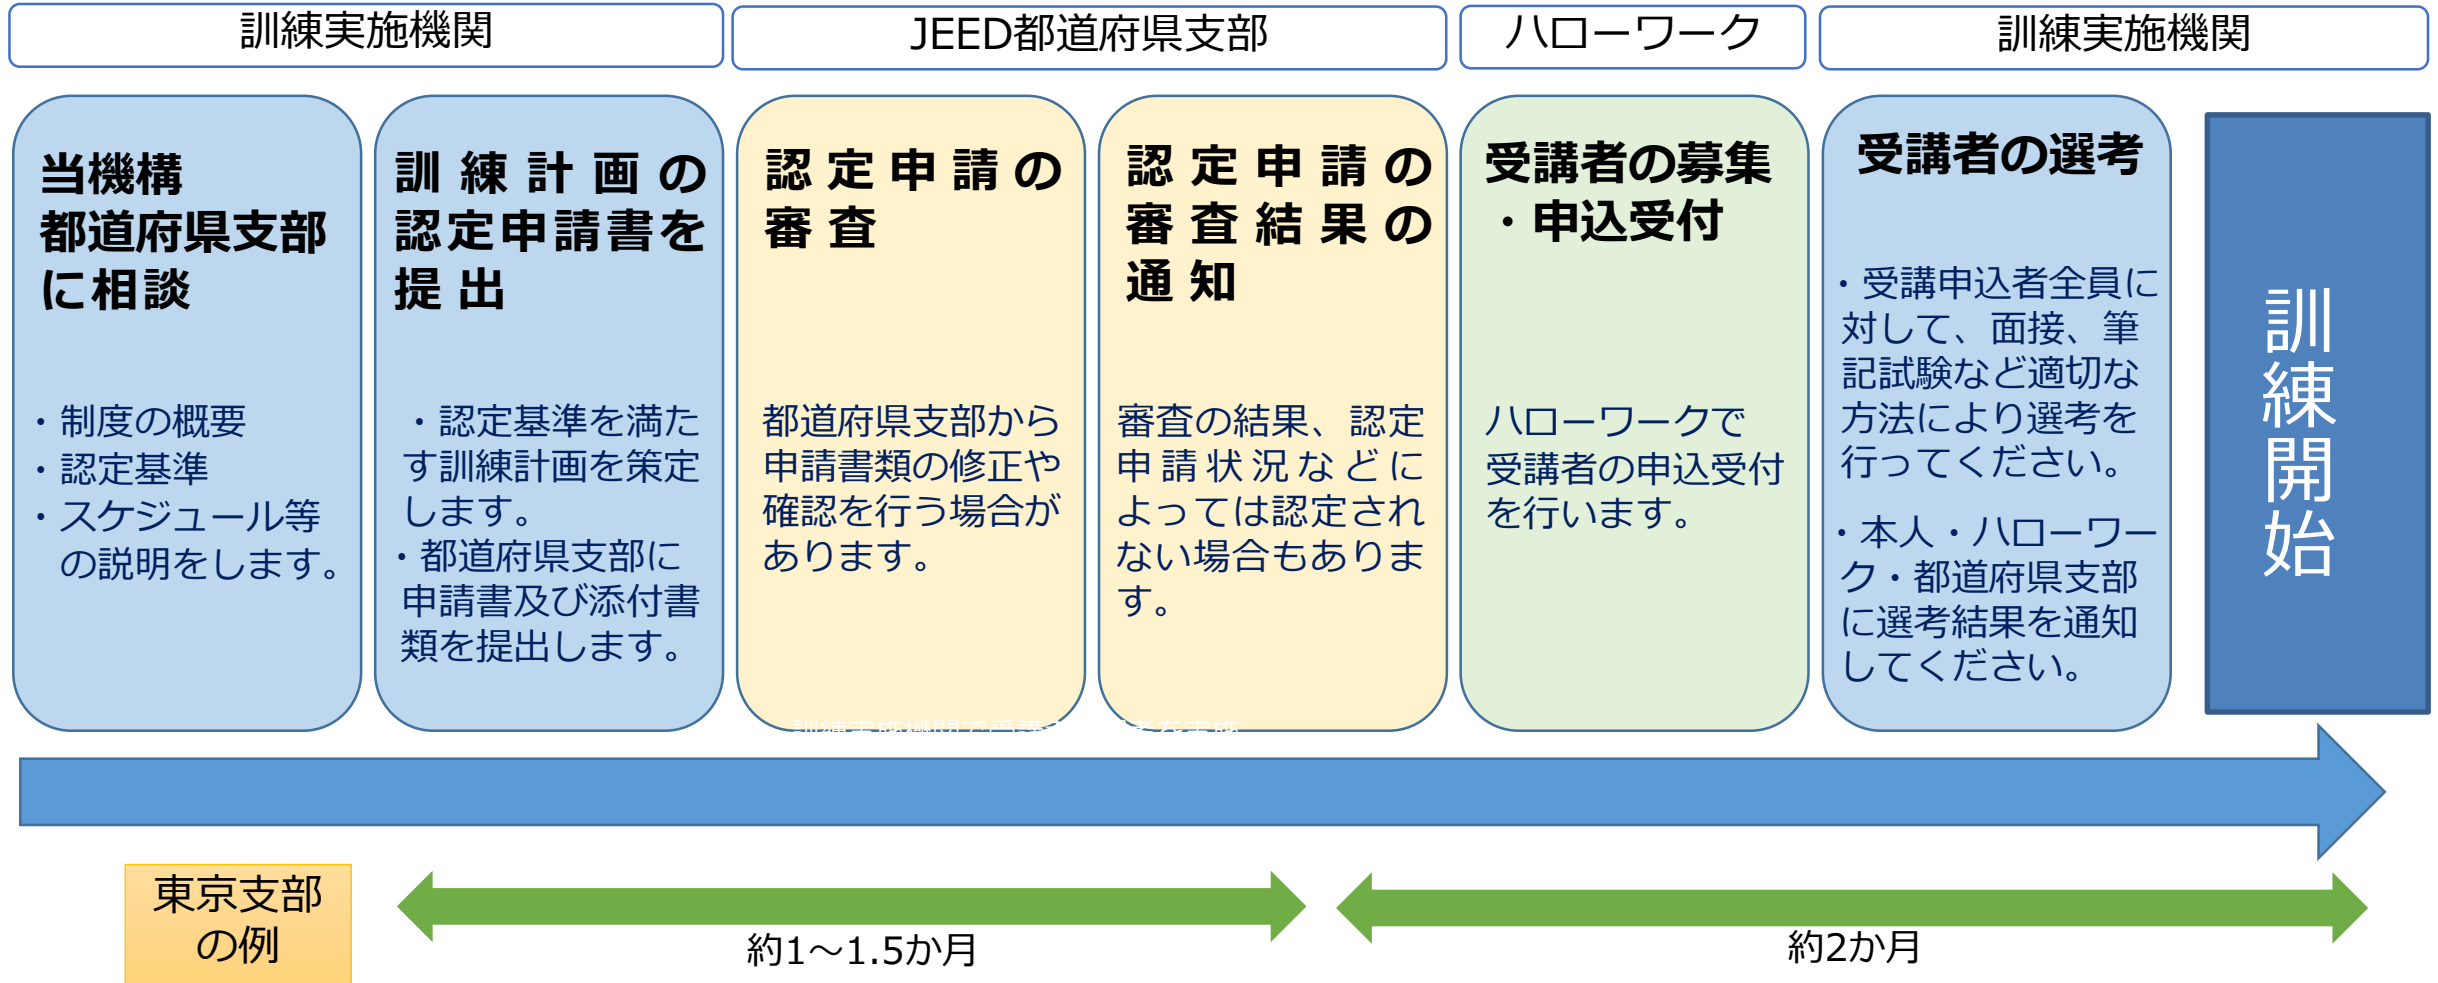 訓練実施機関
JEED都道府県支部
ハローワーク
訓練実施機関
当機構
都道府県支部
に相談
・制度の概要
・認定基準
・スケジュール等
の説明をします。
訓練計画の
認定申請書を
提出
・認定基準を満た
す訓練計画を策定
します。
・都道府県支部に
申請書及び添付書
類を提出します。
認定申請の
審査
都道府県支部から
申請書類の修正や
確認を行う場合が
あります。
認定申請の
審査結果の
通知
審査の結果、認定
申請状況などに
よっては認定され
ない場合もありま
す。
受講者の募集
・申込受付
ハローワークで
受講者の申込受付
を行います。
受講者の選考
・受講申込者全員に
対して、面接、筆
記試験など適切な
方法により選考を
行ってください。
・本人・ハローワー
ク・都道府県支部
に選考結果を通知
してください。
訓練開始
訓練実施機関で受講
を実施
東京支部
の例
約1～1.5か月
約2か月